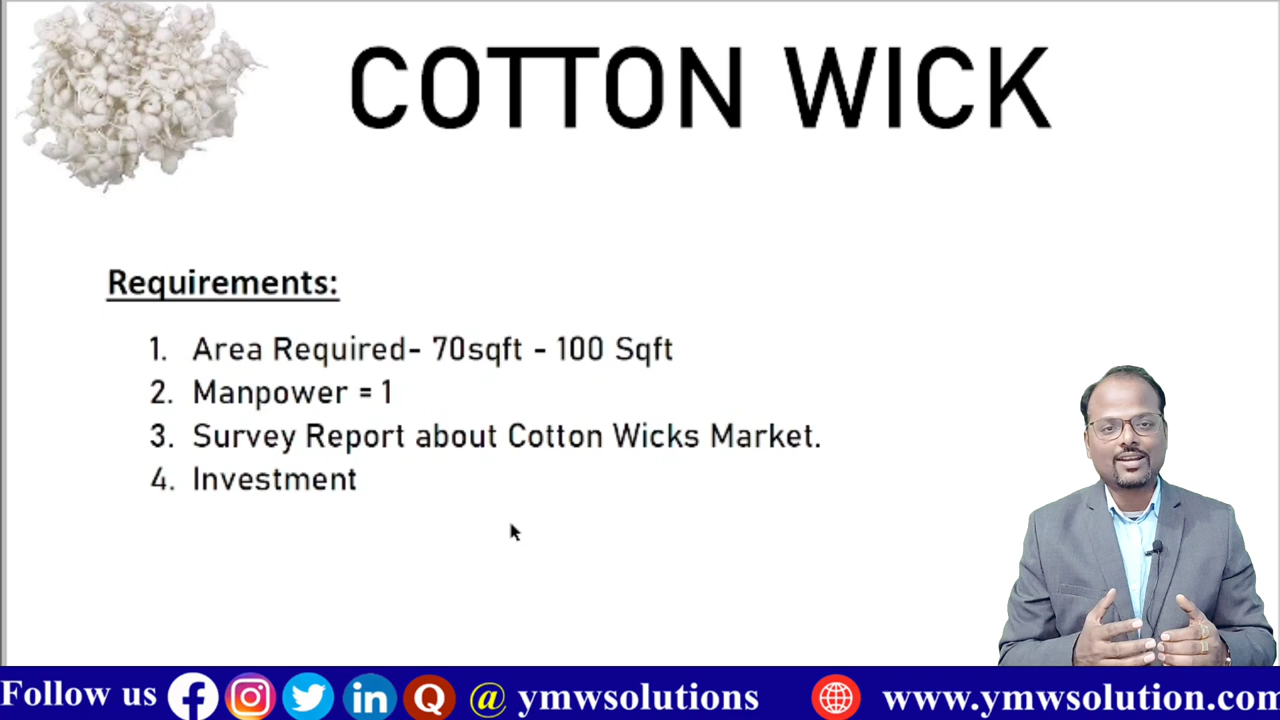 COTTON WICK
Requirements:
1. Area Required- 70sqft - 100 Sqft
2. Manpower = 1
3. Survey Report about Cotton Wicks Market.
4. Investment
Follow us @ ymwsolutions www.ymwsolution.com